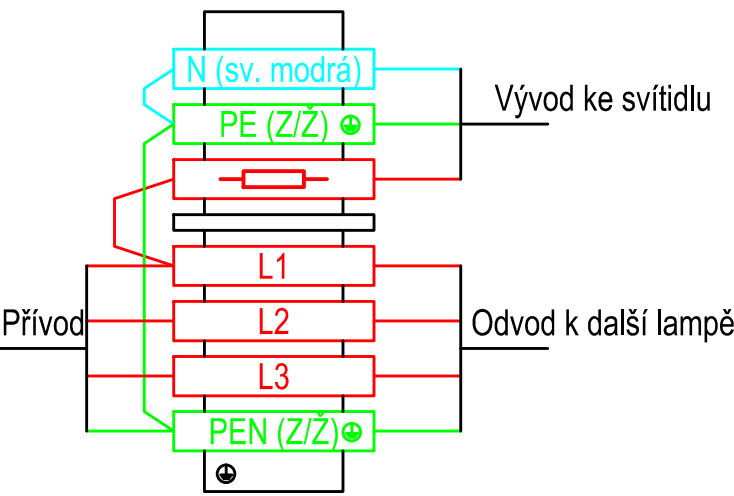 N (sv. modrá)
Vývod ke svítidlu
PE (Z/Ž)
L1
Přívod
L2
Odvod k další lampě
L3
PEN (Z/Ž)